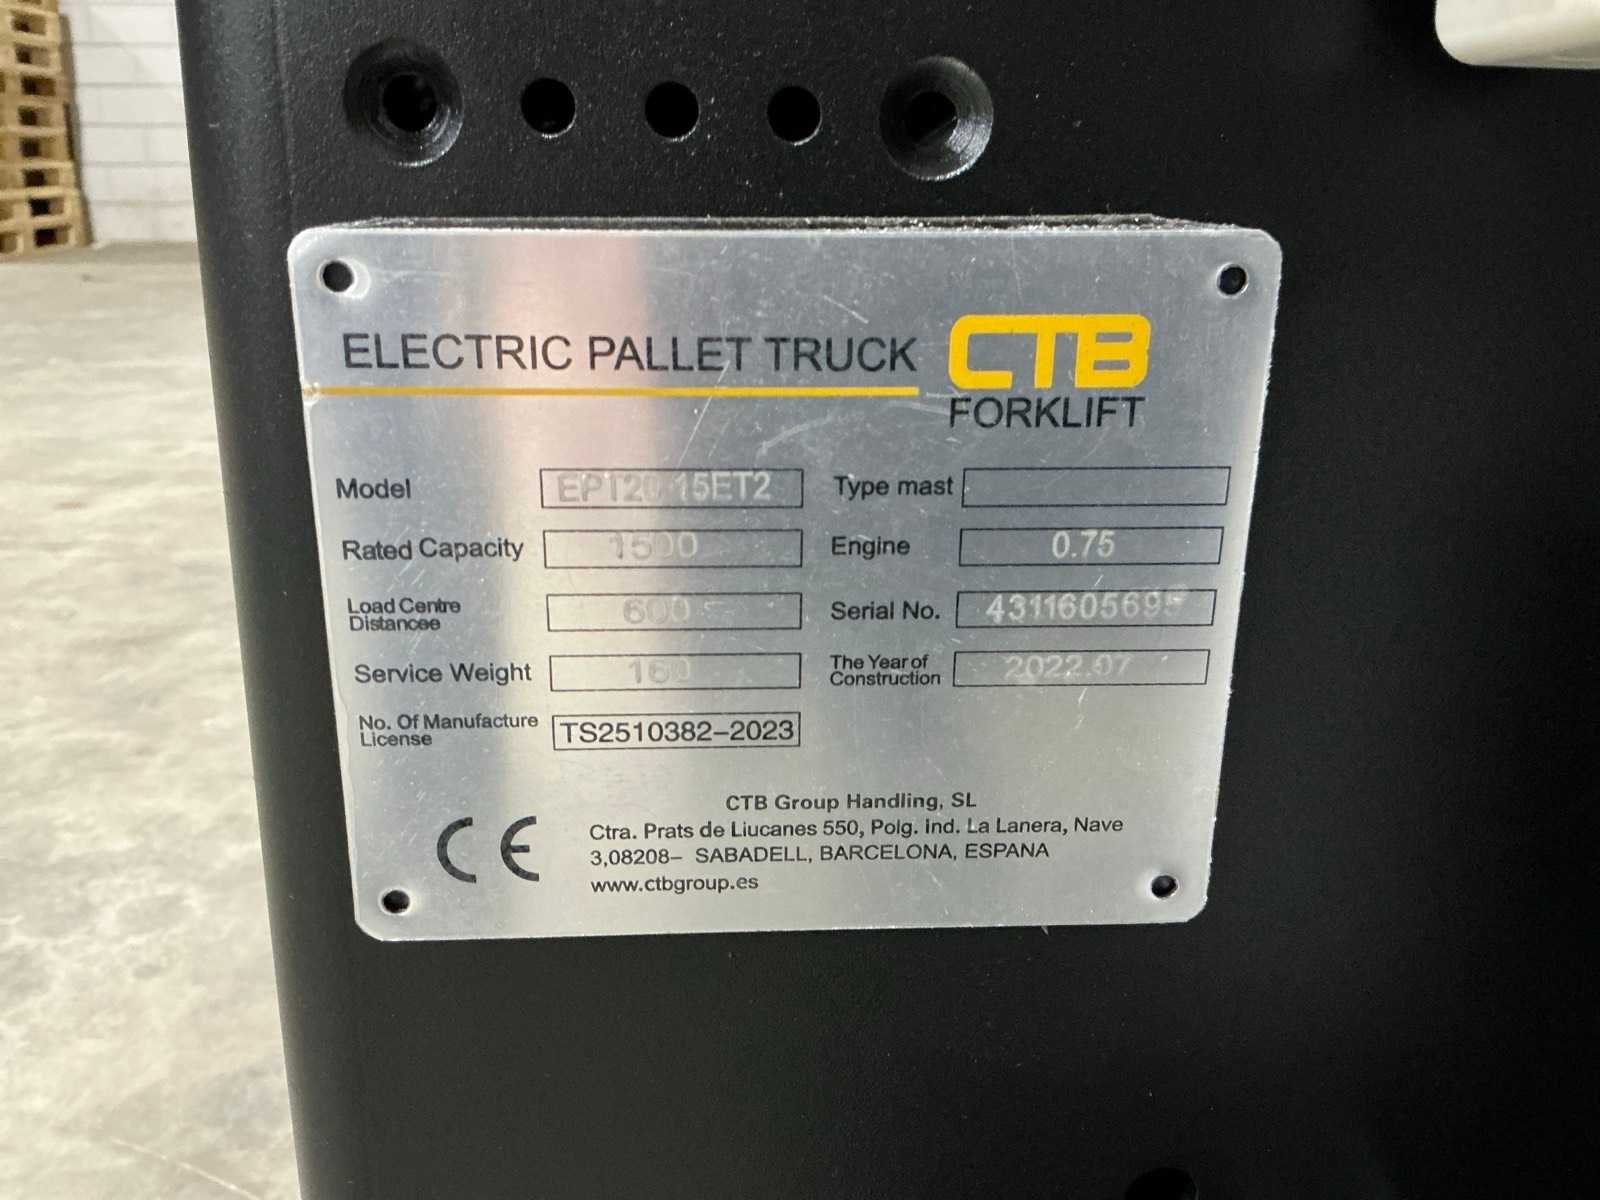 ELECTRIC PALLET TRUCK CTB
FORKLIFT
Model EPT20 15ET2 Type mast
Rated Capacity 1500 Engine 0.75
Load Centre
Distancee 600 Serial No.
Service Weight 160 The Year of
Construction 2022.07
No. Of Manufacture
License TS2510382-2023
CTB Group Handling, SL
CE Ctra. Prats de Liucanes 550, Polg. ind. La Lanera, Nave
3,08208- SABADELL, BARCELONA, ESPANA
www.ctbgroup.es